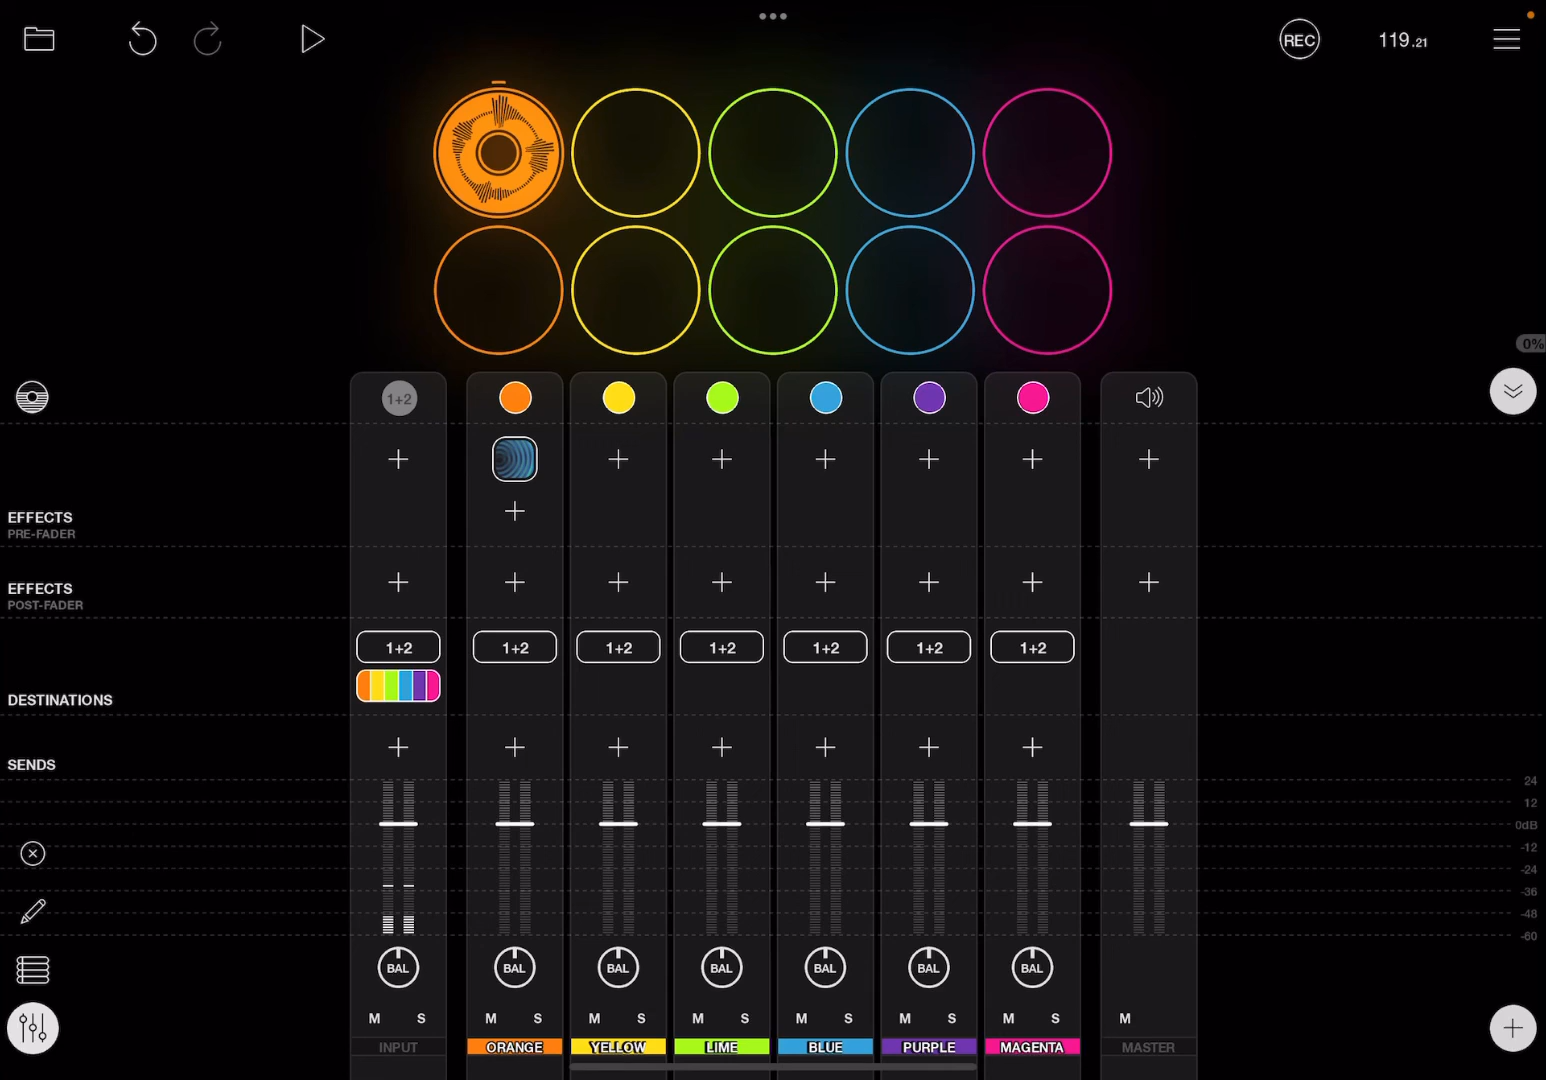 REC 119.21
0%
1+2
EFFECTS
PRE-FADER
EFFECTS
POST-FADER
1+2 1+2 1+2 1+2 1+2 1+2 1+2
DESTINATIONS
SENDS
24
12
0dB
-12
-24
-36
-48
-60
BAL BAL BAL BAL BAL BAL BAL
M S M S M S M S M S M S M S M
INPUT ORANGE YELLOW LIME BLUE PURPLE MAGENTA MASTER